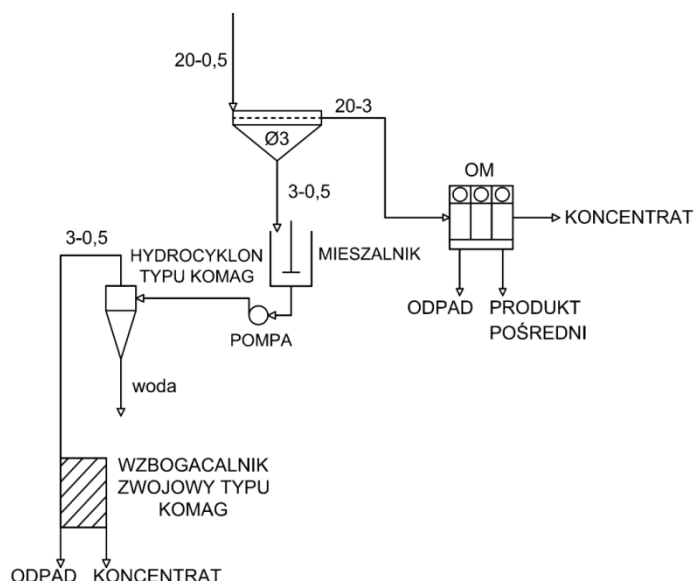 20-0,5
20-3
Ø3
OM
3-0,5
KONCENTRAT
3-0,5
HYDROCYKLON
TYPU KOMAG
MIESZALNIK
ODPAD
PRODUKT
POŚREDNI
POMPA
woda
WZBOGACALNIK
ZWOJOWY TYPU
KOMAG
ODPAD
KONCENTRAT